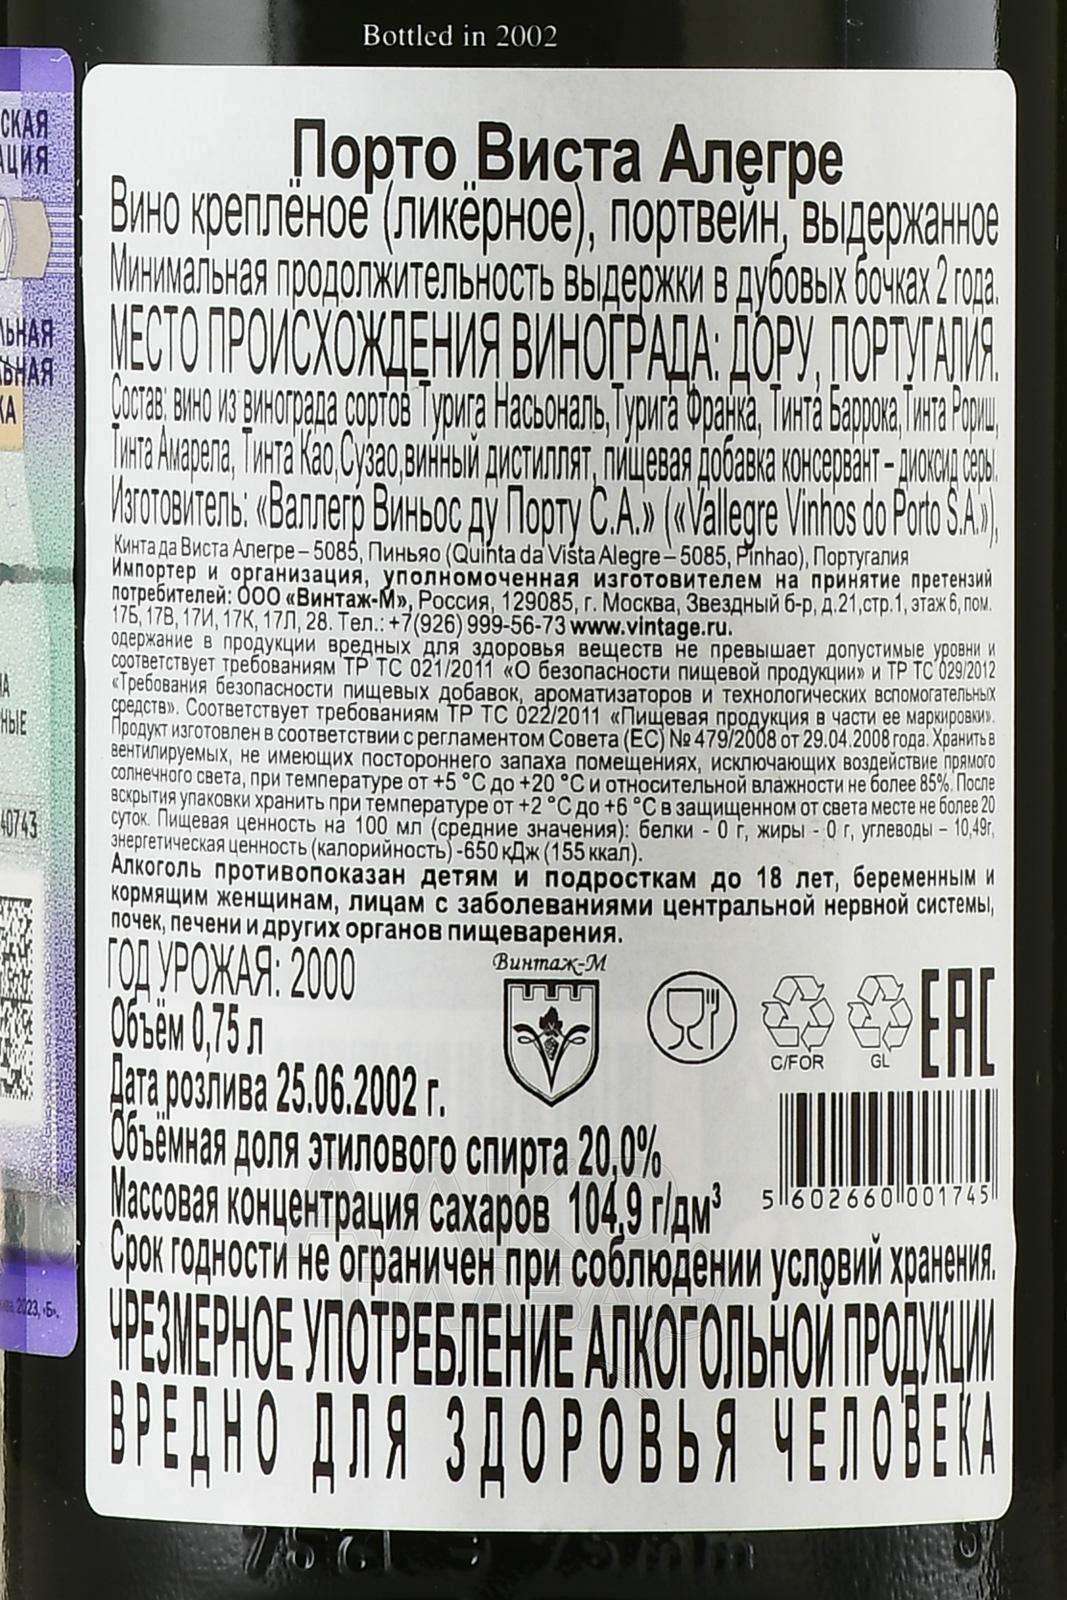 Bottled in 2002
СКАЯ
АЦИЯ
ЬНАЯ
ЬНАЯ
КА
НЫЕ
40743
2023, «Б».
Порто Виста Алегре
Вино креплёное (ликёрное), портвейн, выдержанное
Минимальная продолжительность выдержки в дубовых бочках 2 года.
МЕСТО ПРОИСХОЖДЕНИЯ ВИНОГРАДА: ДОРУ, ПОРТУГАЛИЯ.
Состав: вино из винограда сортов Турига Насьональ, Турига Франка, Тинта Баррока, Тинта Рориш,
Тинта Амарела, Тинта Као, Сузао, винный дистиллят, пищевая добавка консервант – диоксид серы.
Изготовитель: «Валлегр Виньос ду Порту С.А.» («Vallegre Vinhos do Porto S.A.»),
Кинта да Виста Алегре – 5085, Пиньяо (Quinta da Vista Alegre – 5085, Pinhao), Португалия
Импортер и организация, уполномоченная изготовителем на принятие претензий
потребителей: ООО «Винтаж-М», Россия, 129085, г. Москва, Звездный б-р, д.21,стр.1, этаж 6, пом.
17Б, 17В, 17И, 17К, 17Л, 28. Тел.: +7(926) 999-56-73 www.vintage.ru.
одержание в продукции вредных для здоровья веществ не превышает допустимые уровни и
соответствует требованиям ТР ТС 021/2011 «О безопасности пищевой продукции» и ТР ТС 029/2012
«Требования безопасности пищевых добавок, ароматизаторов и технологических вспомогательных
средств». Соответствует требованиям ТР ТС 022/2011 «Пищевая продукция в части ее маркировки».
Продукт изготовлен в соответствии с регламентом Совета (ЕС) № 479/2008 от 29.04.2008 года. Хранить в
вентилируемых, не имеющих постороннего запаха помещениях, исключающих воздействие прямого
солнечного света, при температуре от +5 °С до +20 °С и относительной влажности не более 85%. После
вскрытия упаковки хранить при температуре от +2 °С до +6 °С в защищенном от света месте не более 20
суток. Пищевая ценность на 100 мл (средние значения): белки - 0 г, жиры - 0 г, углеводы – 10,49г,
энергетическая ценность (калорийность) -650 кДж (155 ккал).
Алкоголь противопоказан детям и подросткам до 18 лет, беременным и
кормящим женщинам, лицам с заболеваниями центральной нервной системы,
почек, печени и других органов пищеварения.
ГОД УРОЖАЯ: 2000
Винтаж-М
Объём 0,75 л
C/FOR
GL
EAC
Дата розлива 25.06.2002 г.
Объёмная доля этилового спирта 20,0%
Массовая концентрация сахаров 104,9 г/дм³
5 602660 001745
Срок годности не ограничен при соблюдении условий хранения.
ЧРЕЗМЕРНОЕ УПОТРЕБЛЕНИЕ АЛКОГОЛЬНОЙ ПРОДУКЦИИ
ВРЕДНО ДЛЯ ЗДОРОВЬЯ ЧЕЛОВЕКА